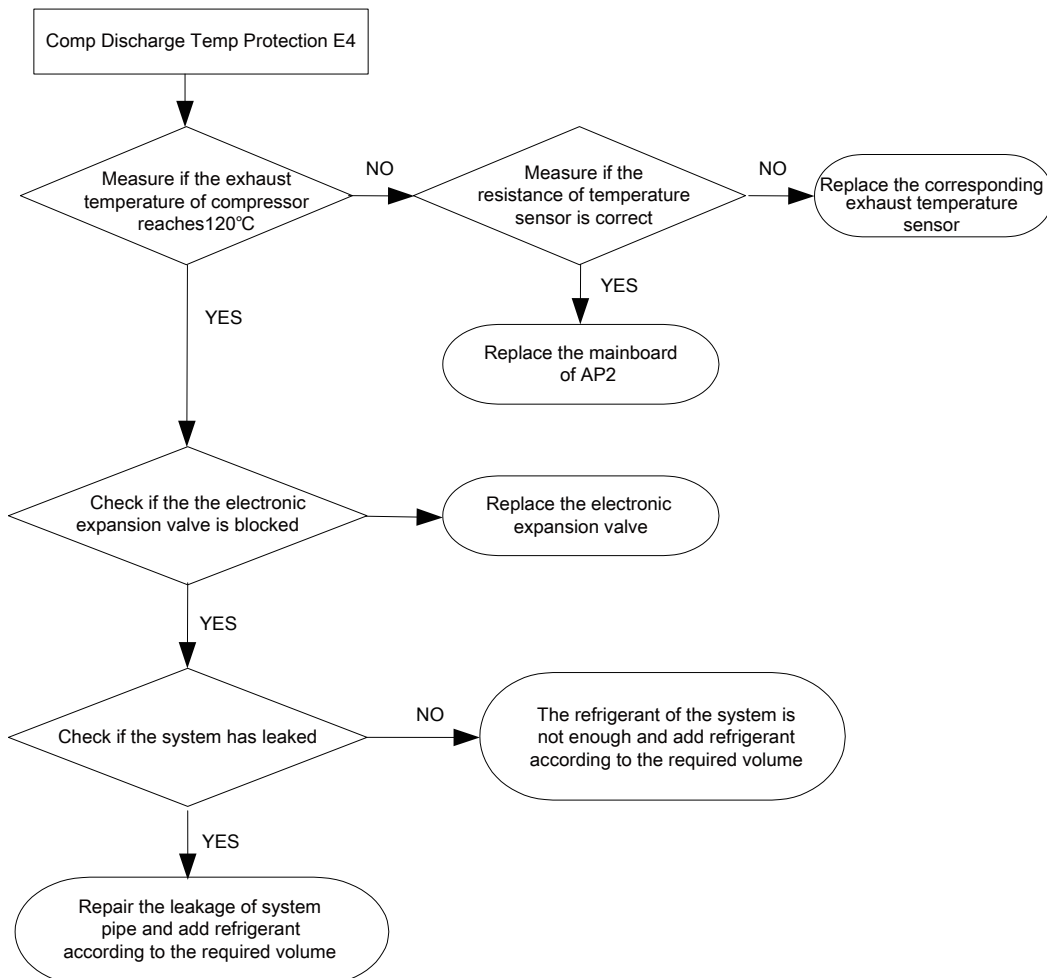 Comp Discharge Temp Protection E4
Measure if the exhaust
temperature of compressor
reaches120℃
NO
Measure if the
resistance of temperature
sensor is correct
NO
Replace the corresponding
exhaust temperature
sensor
YES
YES
Replace the mainboard
of AP2
Check if the the electronic
expansion valve is blocked
Replace the electronic
expansion valve
YES
Check if the system has leaked
NO
The refrigerant of the system is
not enough and add refrigerant
according to the required volume
YES
Repair the leakage of system
pipe and add refrigerant
according to the required volume